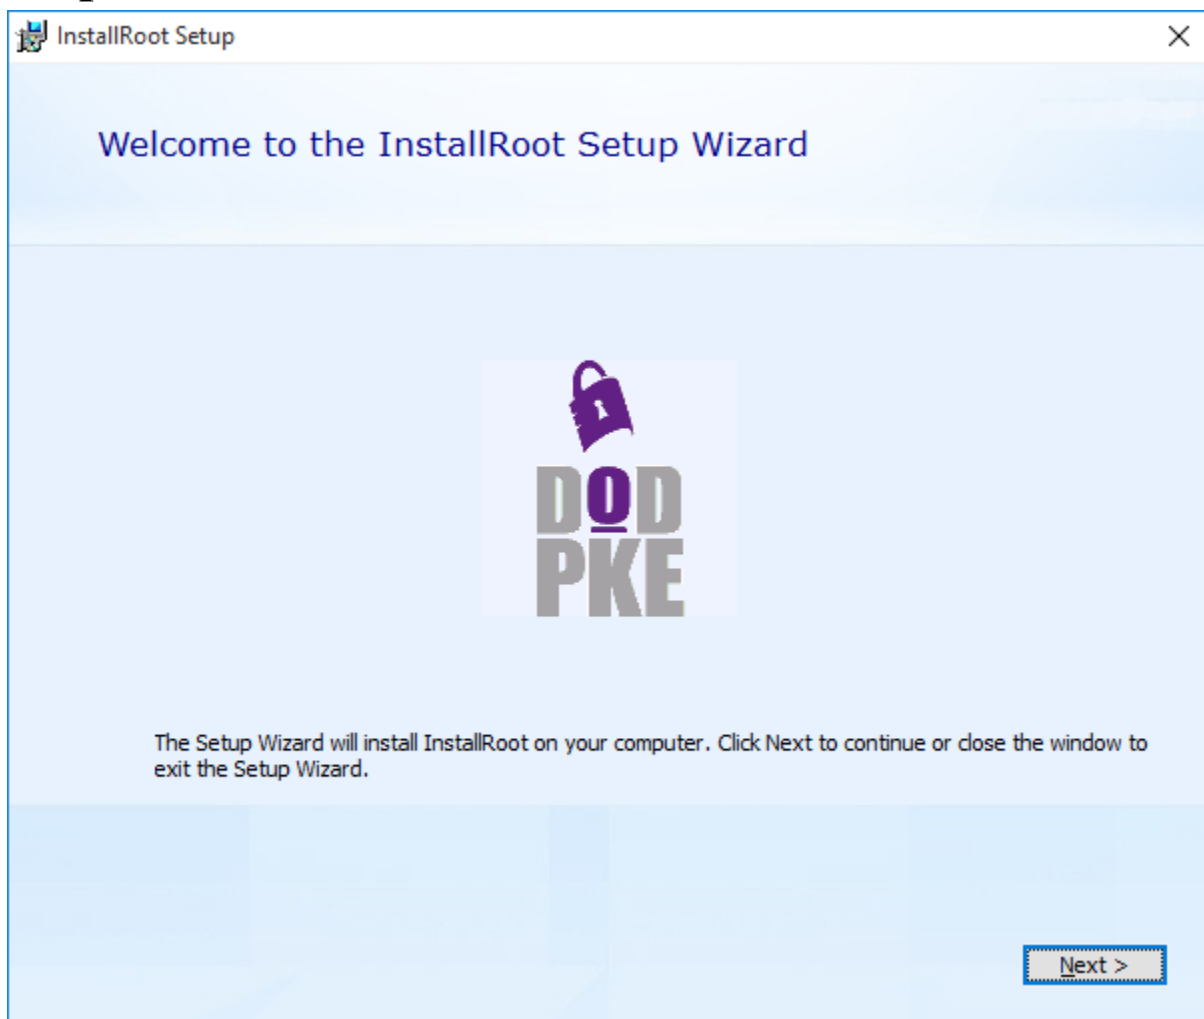 InstallRoot Setup
Welcome to the InstallRoot Setup Wizard
DOD
PKE
The Setup Wizard will install InstallRoot on your computer. Click Next to continue or close the window to
exit the Setup Wizard.
Next >